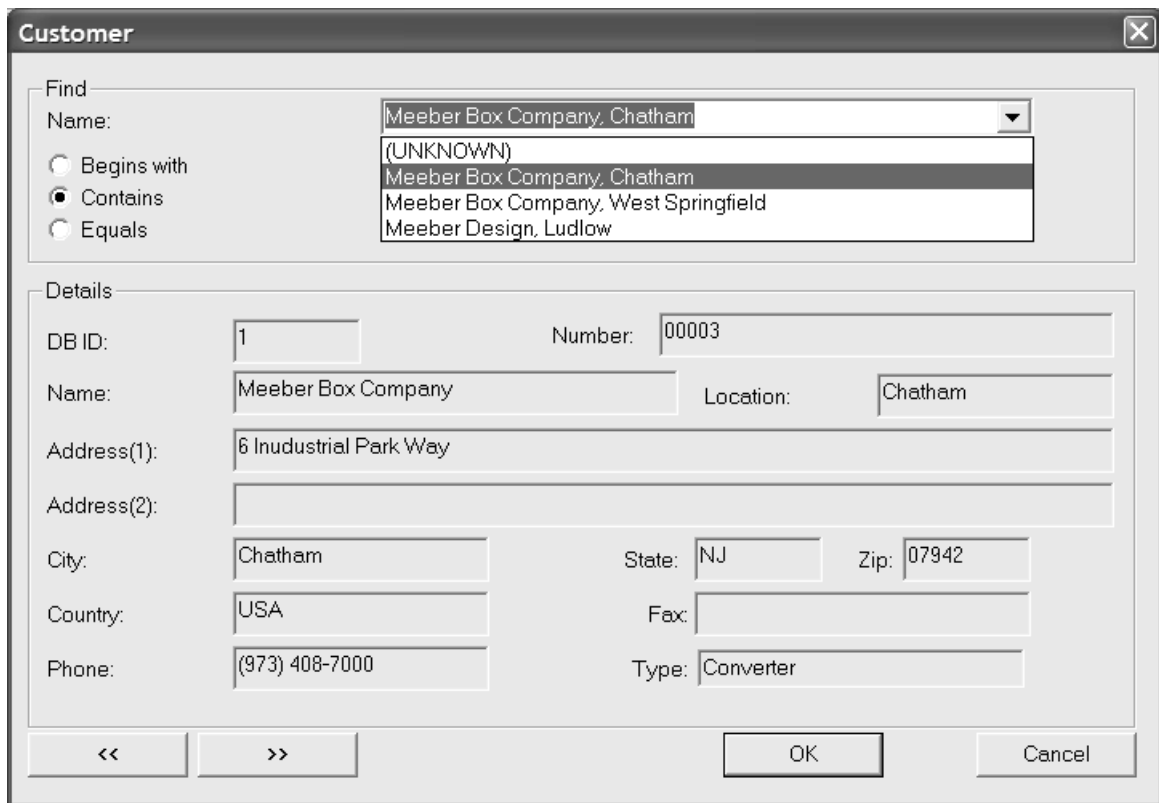 Customer
Find
Name: Meeber Box Company, Chatham
(UNKNOWN)
Begins with
Meeber Box Company, Chatham
Contains
Meeber Box Company, West Springfield
Equals
Meeber Design, Ludlow
Details
DB ID: 1 Number: 00003
Name: Meeber Box Company Location: Chatham
Address(1): 6 Inudustrial Park Way
Address(2):
City: Chatham State: NJ Zip: 07942
Country: USA Fax:
Phone: (973) 408-7000 Type: Converter
<< >> OK Cancel